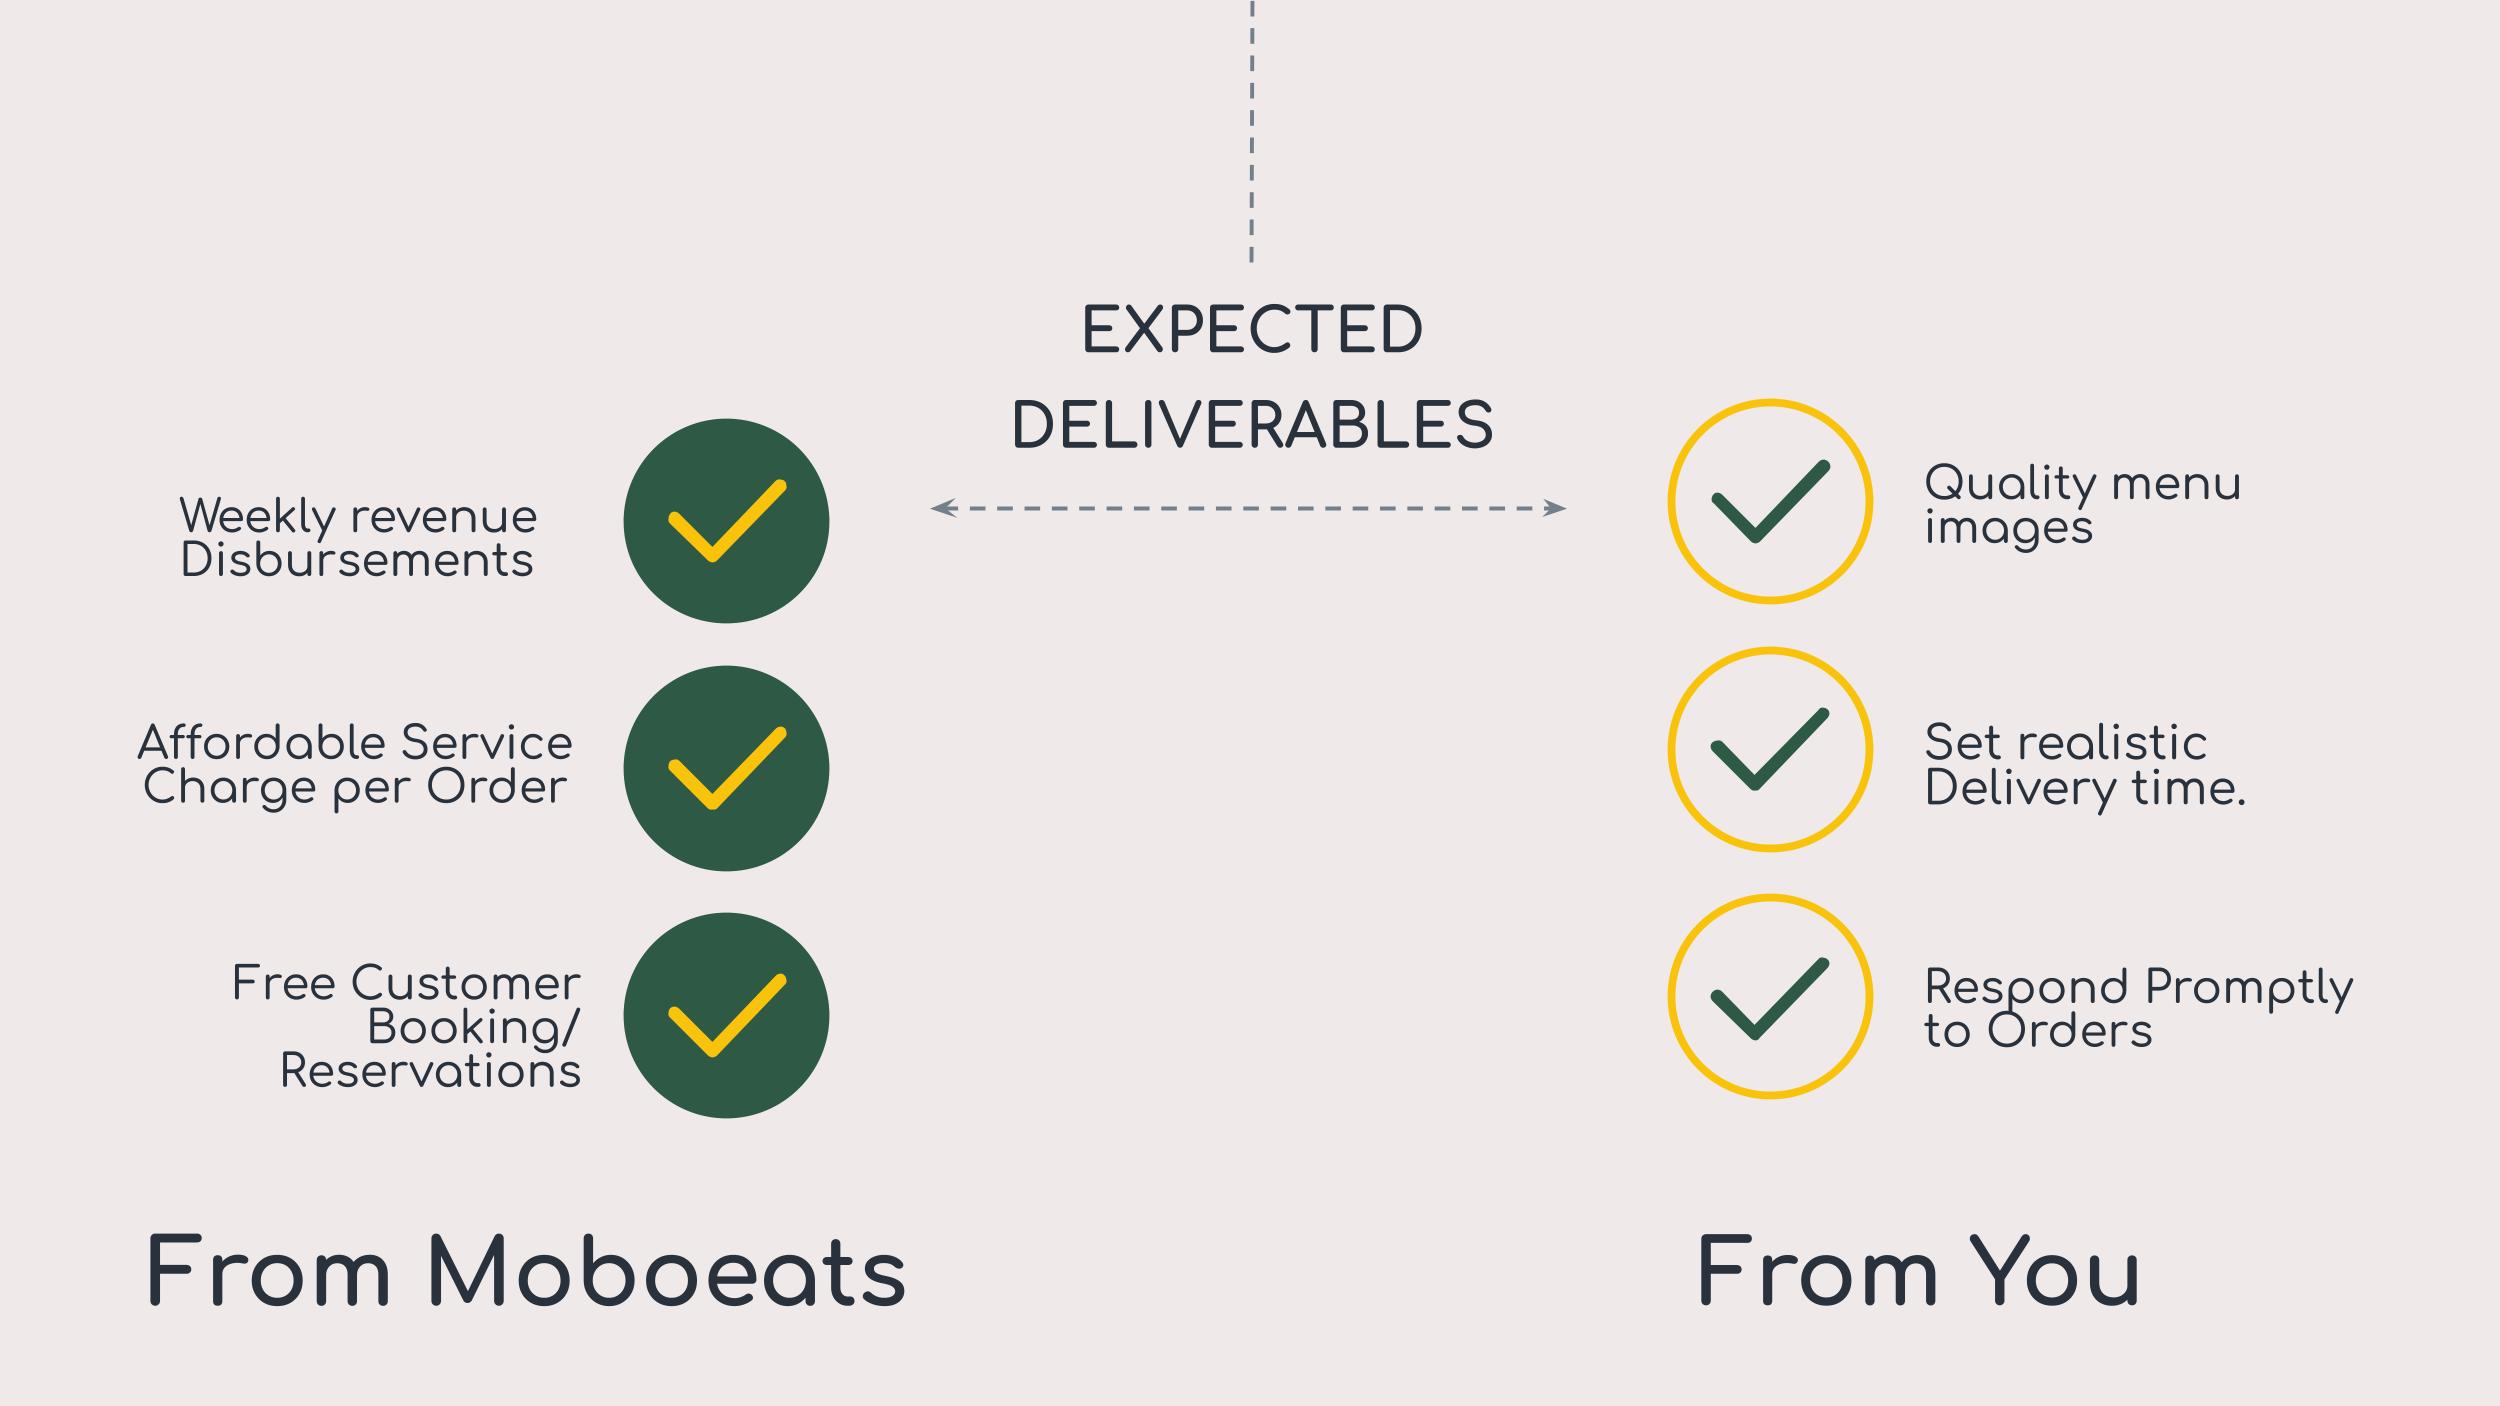 EXPECTED
DELIVERABLES
Weekly revenue
Disbursements
Affordable Service
Charge per Order
Free Customer
Booking/
Reservations
From Moboeats
Quality menu
images
Set realistic
Delivery time.
Respond Promptly
to Orders
From You